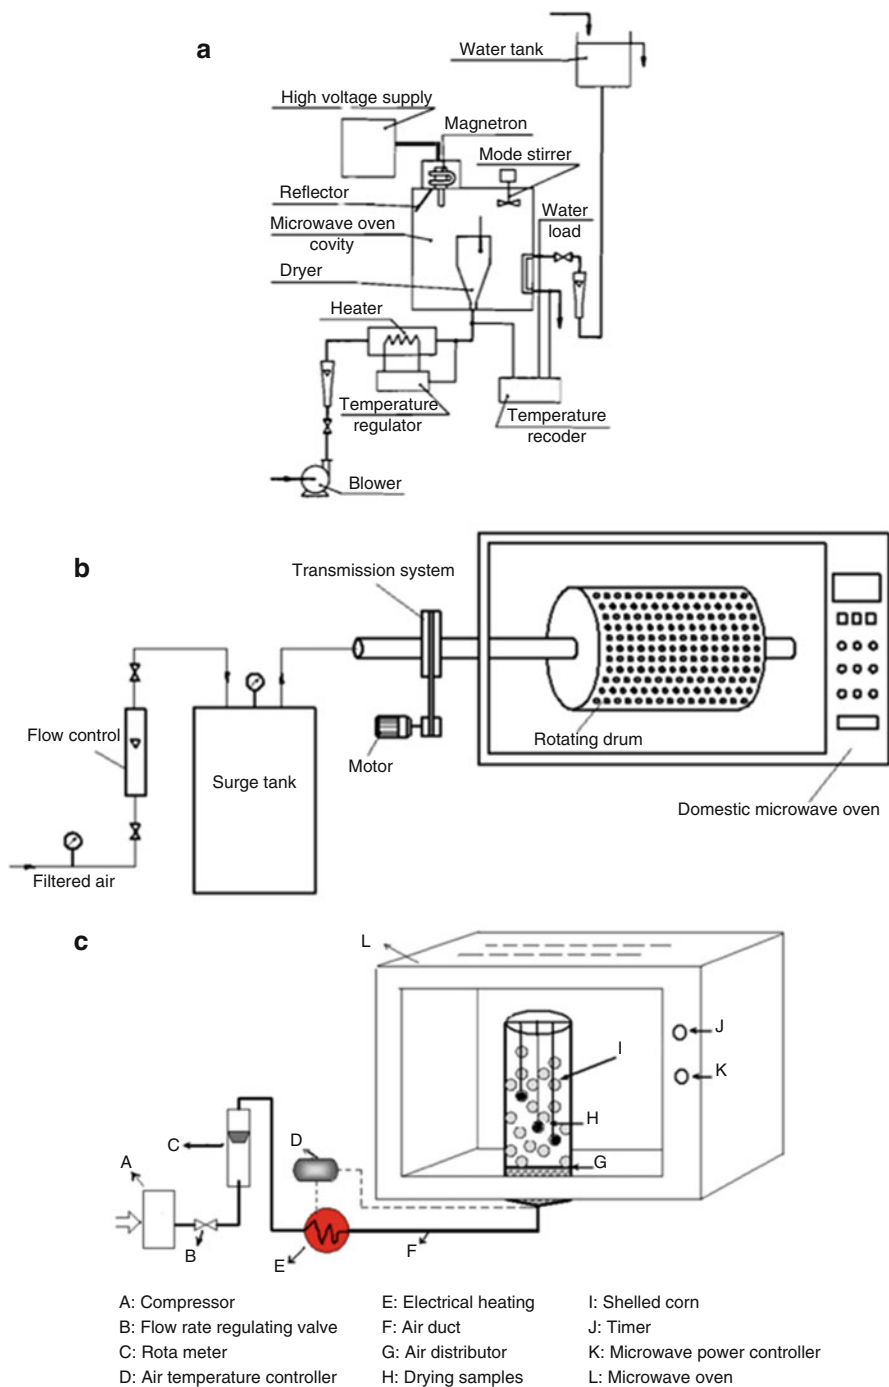 a
Water tank
High voltage supply
Magnetron
Mode stirrer
Reflector
Water
load
Microwave oven
covity
Dryer
Heater
Temperature
regulator
Temperature
recoder
Blower
b
Transmission system
Flow control
Surge tank
Motor
Rotating drum
Domestic microwave oven
Filtered air
c
L
J
I
K
H
D
C
G
A
B
E
F
A: Compressor
B: Flow rate regulating valve
C: Rota meter
D: Air temperature controller
E: Electrical heating
F: Air duct
G: Air distributor
H: Drying samples
I: Shelled corn
J: Timer
K: Microwave power controller
L: Microwave oven